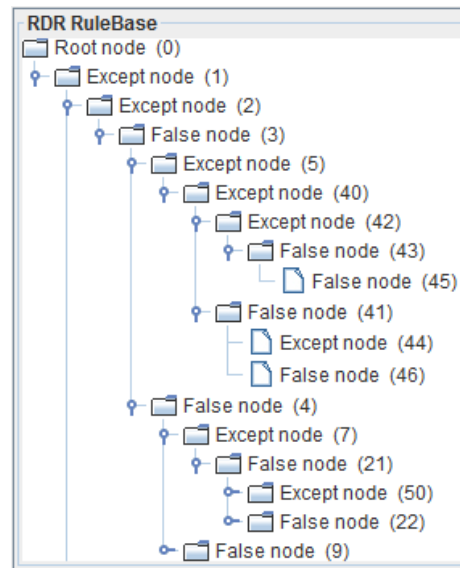 RDR RuleBase
Root node (0)
Except node (1)
Except node (2)
False node (3)
Except node (5)
Except node (40)
Except node (42)
False node (43)
False node (45)
False node (41)
Except node (44)
False node (46)
False node (4)
Except node (7)
False node (21)
Except node (50)
False node (22)
False node (9)